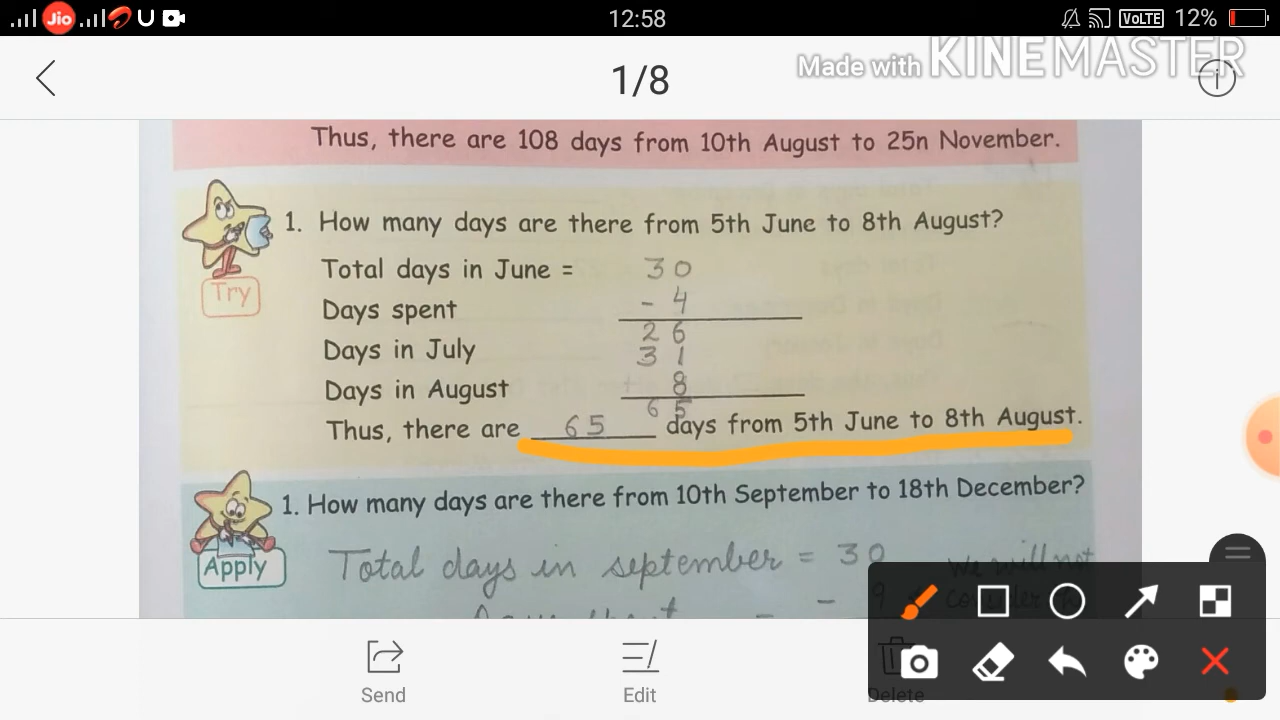 Jio
12:58
VoLTE
12%
1/8
Made with KINEMASTER
Thus, there are 108 days from 10th August to 25n November.
Try
1. How many days are there from 5th June to 8th August?
Total days in June = 30
Days spent - 4
26
Days in July 31
Days in August + 8
65
Thus, there are 65 days from 5th June to 8th August.
Apply
1. How many days are there from 10th September to 18th December?
Total days in september = 30 We will not
- 9
Send
Edit
Delete